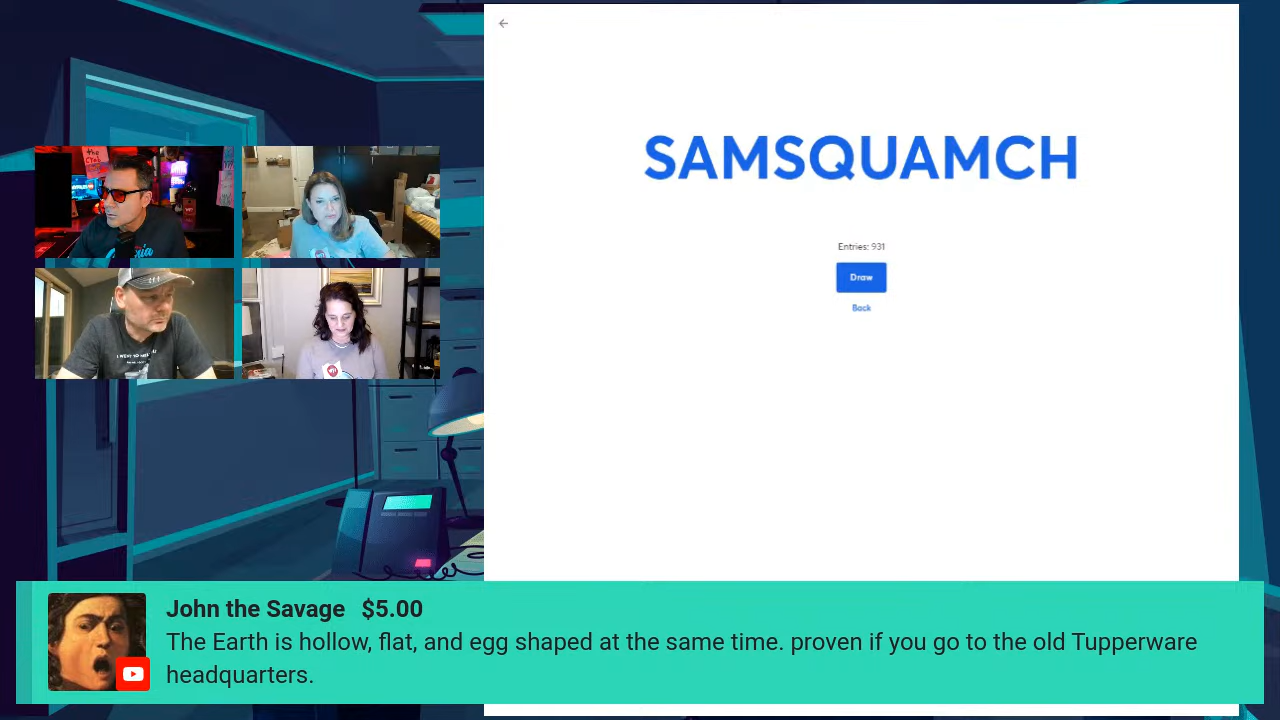 SAMSQUAMCH
Entries: 931
Draw
Back
John the Savage $5.00
The Earth is hollow, flat, and egg shaped at the same time. proven if you go to the old Tupperware
headquarters.